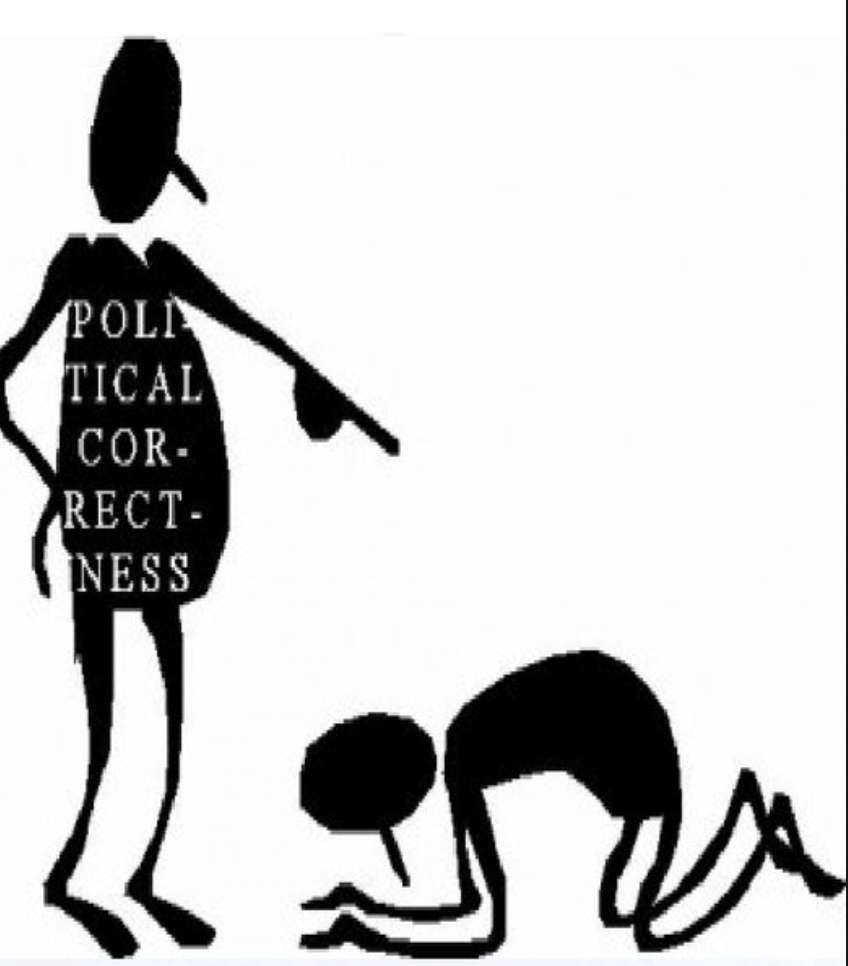 POLI-
TICAL
COR-
RECT-
NESS